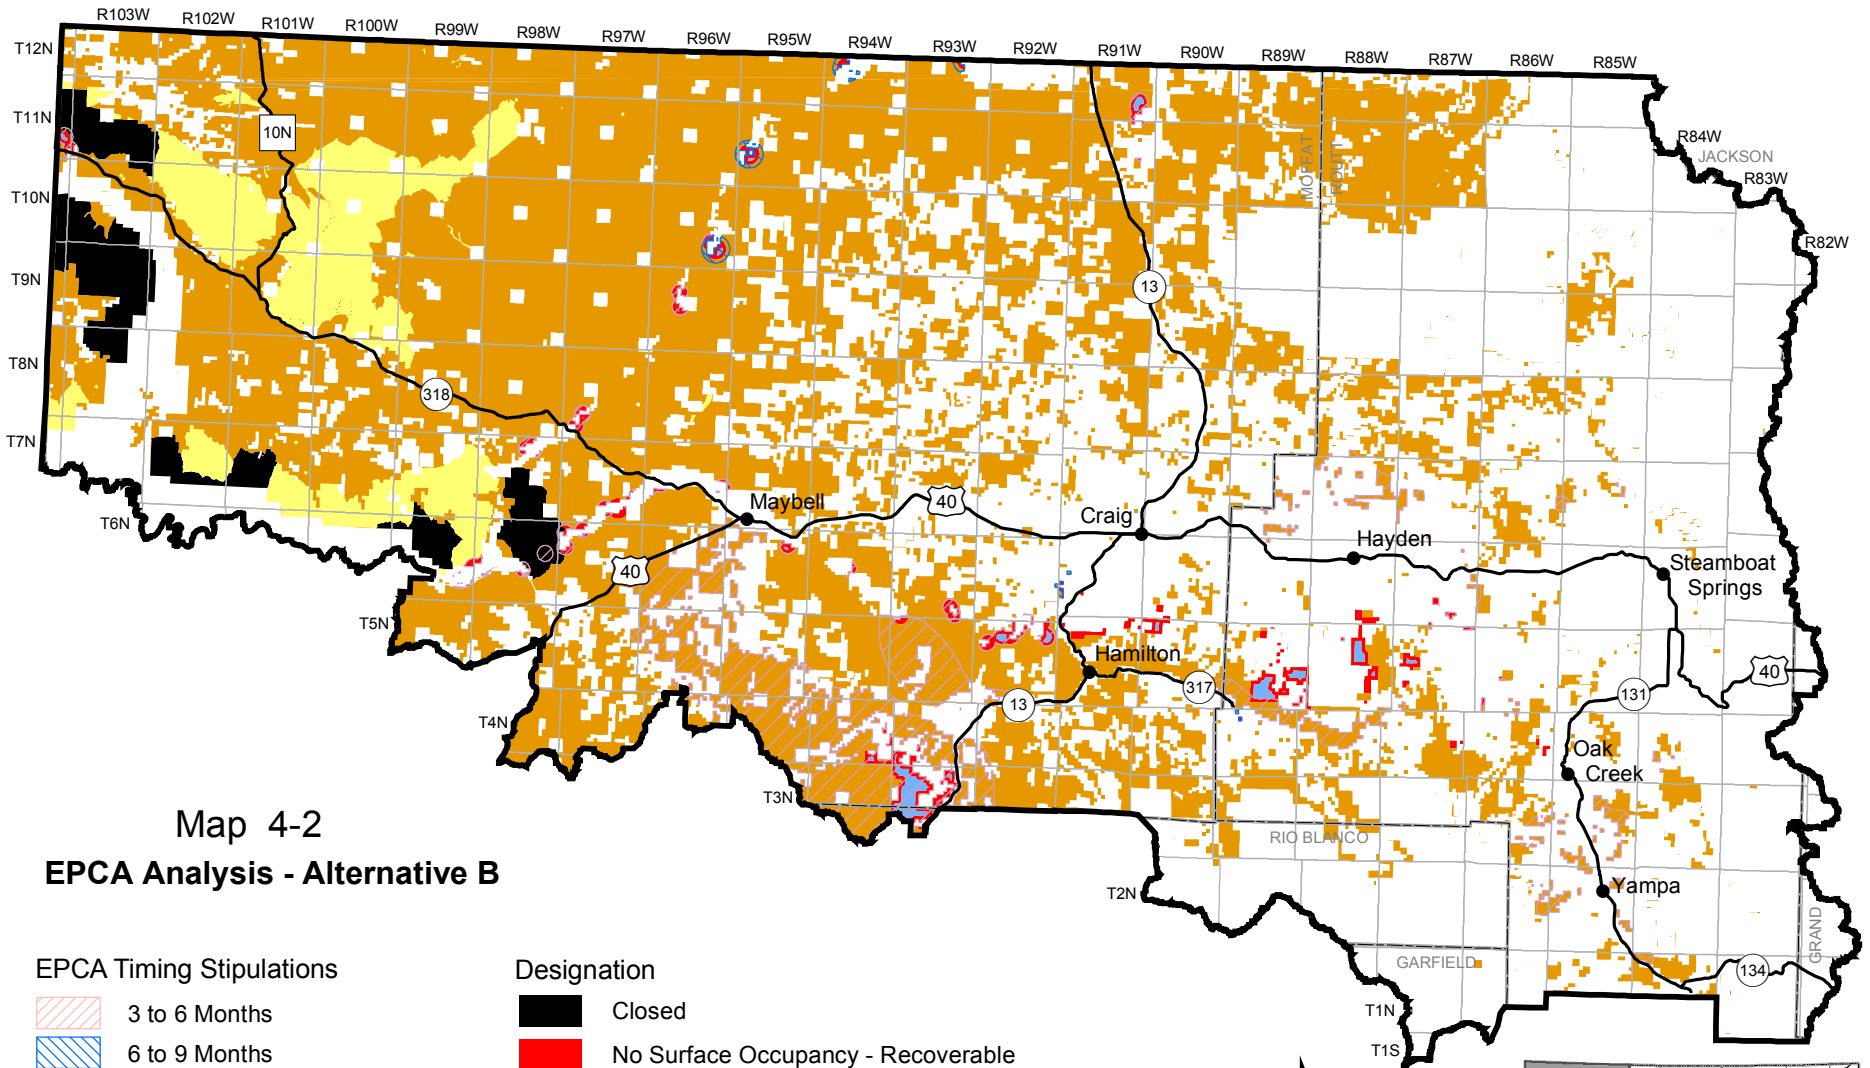 R103W
R102W
R101W
R100W
R99W
R98W
R97W
R96W
R95W
R94W
R93W
R92W
R91W
R90W
R89W
R88W
R87W
R86W
R85W
R84W
JACKSON
R83W
R82W
T12N
T11N
T10N
T9N
T8N
T7N
T6N
T5N
T4N
T3N
T2N
T1N
T1S
10N
318
13
40
40
13
317
131
40
134
MOFFAT
ROUTT
Maybell
Craig
Hayden
Steamboat
Springs
Hamilton
Oak
Creek
Yampa
RIO BLANCO
GARFIELD
GRAND
Map 4-2
EPCA Analysis - Alternative B
EPCA Timing Stipulations
3 to 6 Months
6 to 9 Months
Designation
Closed
No Surface Occupancy - Recoverable